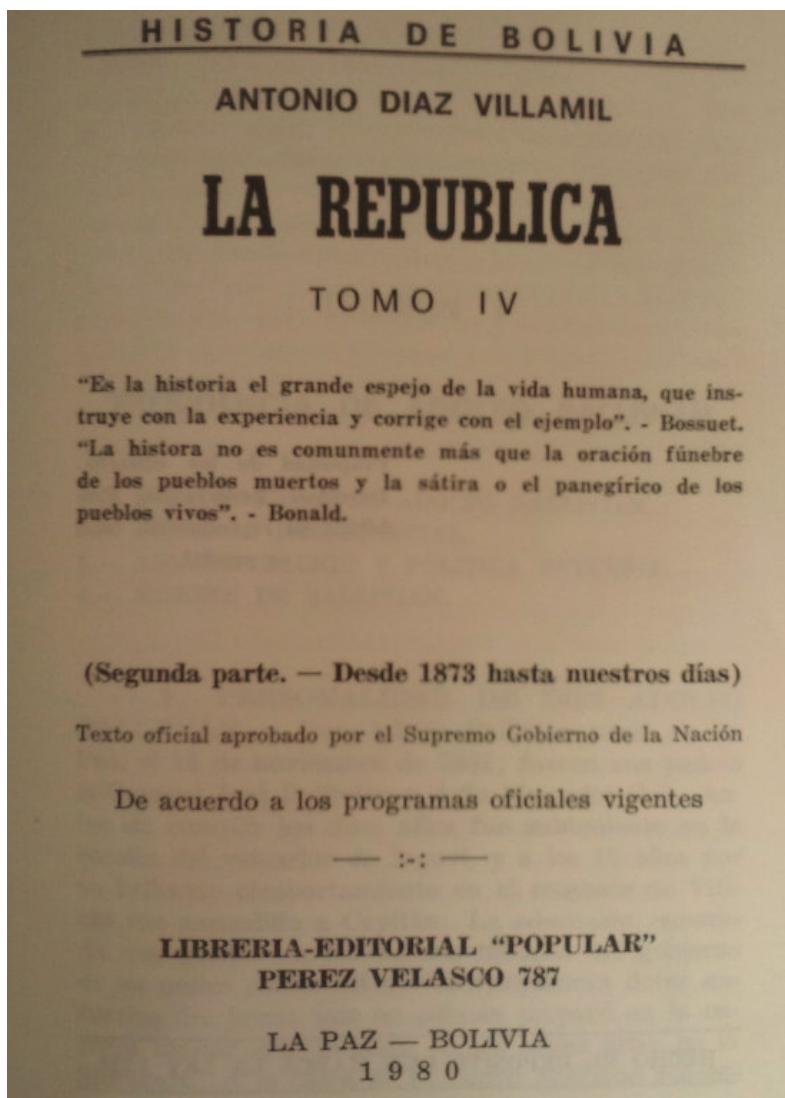 HISTORIA DE BOLIVIA
ANTONIO DIAZ VILLAMIL
LA REPUBLICA
TOMO IV
“Es la historia el grande espejo de la vida humana, que ins-
truye con la experiencia y corrige con el ejemplo”. - Bossuet.
“La histora no es comunmente más que la oración fúnebre
de los pueblos muertos y la sátira o el panegírico de los
pueblos vivos”. - Bonald.
(Segunda parte. — Desde 1873 hasta nuestros días)
Texto oficial aprobado por el Supremo Gobierno de la Nación
De acuerdo a los programas oficiales vigentes
—— :-: ——
LIBRERIA-EDITORIAL “POPULAR”
PEREZ VELASCO 787
LA PAZ — BOLIVIA
1980